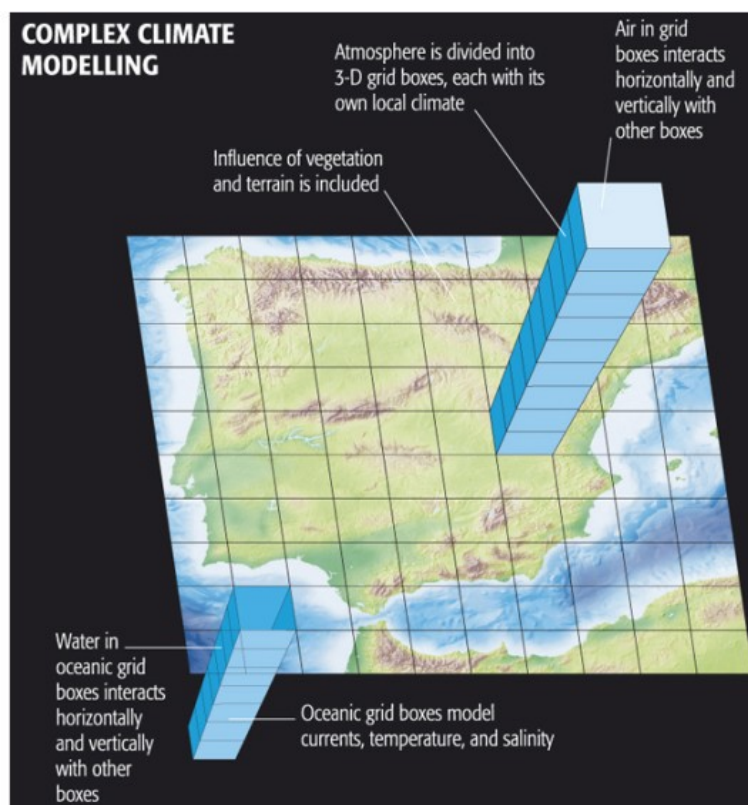 COMPLEX CLIMATE
MODELLING
Atmosphere is divided into
3-D grid boxes, each with its
own local climate
Air in grid
boxes interacts
horizontally and
vertically with
other boxes
Influence of vegetation
and terrain is included
Water in
oceanic grid
boxes interacts
horizontally
and vertically
with other
boxes
Oceanic grid boxes model
currents, temperature, and salinity